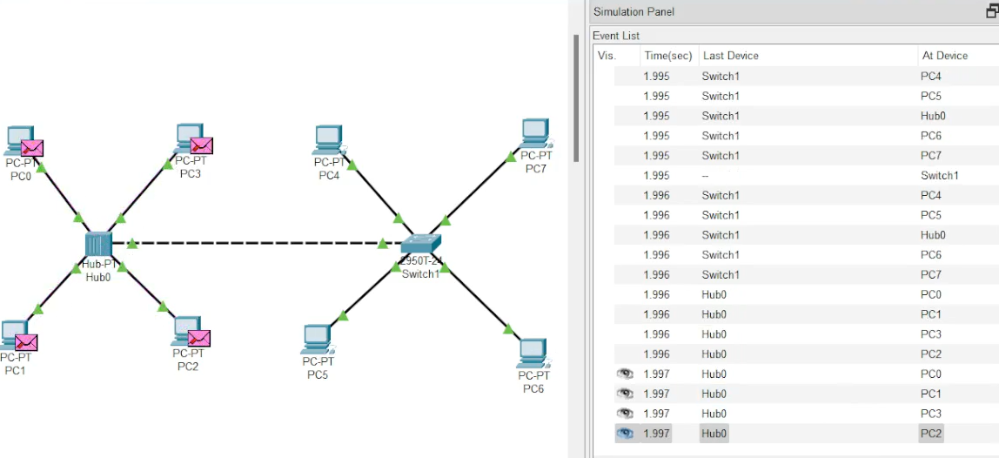 Simulation Panel
Event List
Vis. Time(sec) Last Device At Device
1.995 Switch1 PC4
1.995 Switch1 PC5
1.995 Switch1 Hub0
1.995 Switch1 PC6
1.995 Switch1 PC7
1.995 -- Switch1
1.996 Switch1 PC4
1.996 Switch1 PC5
1.996 Switch1 Hub0
1.996 Switch1 PC6
1.996 Switch1 PC7
1.996 Hub0 PC0
1.996 Hub0 PC1
1.996 Hub0 PC3
1.996 Hub0 PC2
1.997 Hub0 PC0
1.997 Hub0 PC1
1.997 Hub0 PC3
1.997 Hub0 PC2
PC-PT
PC0
PC-PT
PC3
PC-PT
PC4
PC-PT
PC7
Hub-PT
Hub0
2950T-24
Switch1
PC-PT
PC1
PC-PT
PC2
PC-PT
PC5
PC-PT
PC6